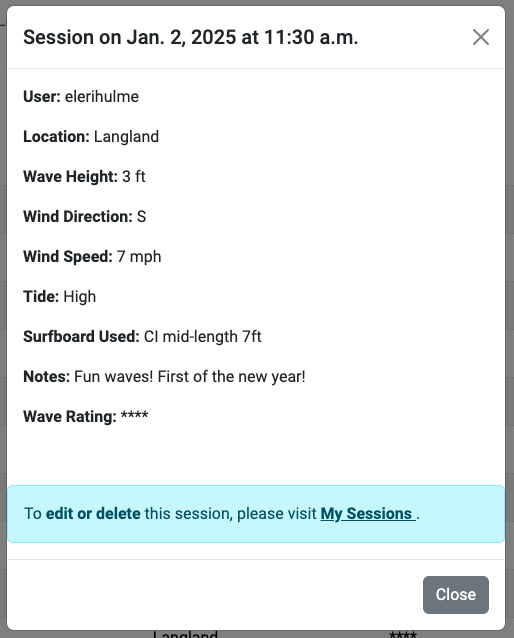 Session on Jan. 2, 2025 at 11:30 a.m.
User: elerihulme
Location: Langland
Wave Height: 3 ft
Wind Direction: S
Wind Speed: 7 mph
Tide: High
Surfboard Used: CI mid-length 7ft
Notes: Fun waves! First of the new year!
Wave Rating: ****
To edit or delete this session, please visit My Sessions .
Close
Langland ****